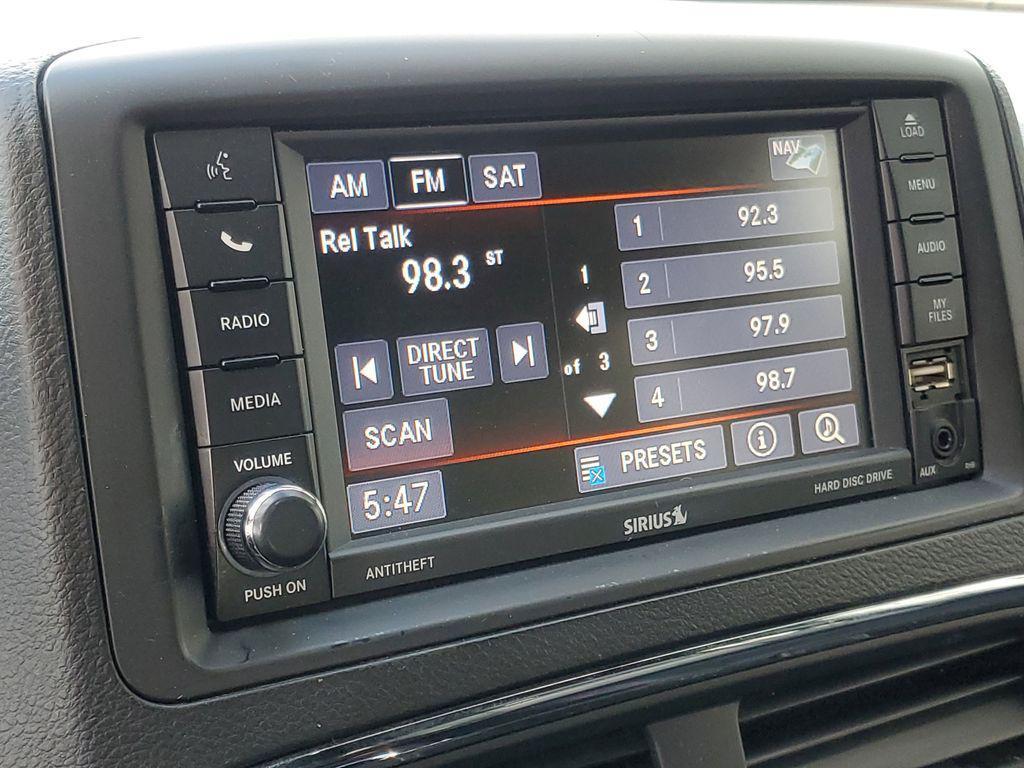 AM FM SAT NAV
Rel Talk
98.3 ST
DIRECT
TUNE
SCAN
5:47
1
of 3
1 92.3
2 95.5
3 97.9
4 98.7
PRESETS
i
RADIO
MEDIA
VOLUME
PUSH ON
ANTITHEFT
SIRIUS
HARD DISC DRIVE
LOAD
MENU
AUDIO
MY
FILES
AUX